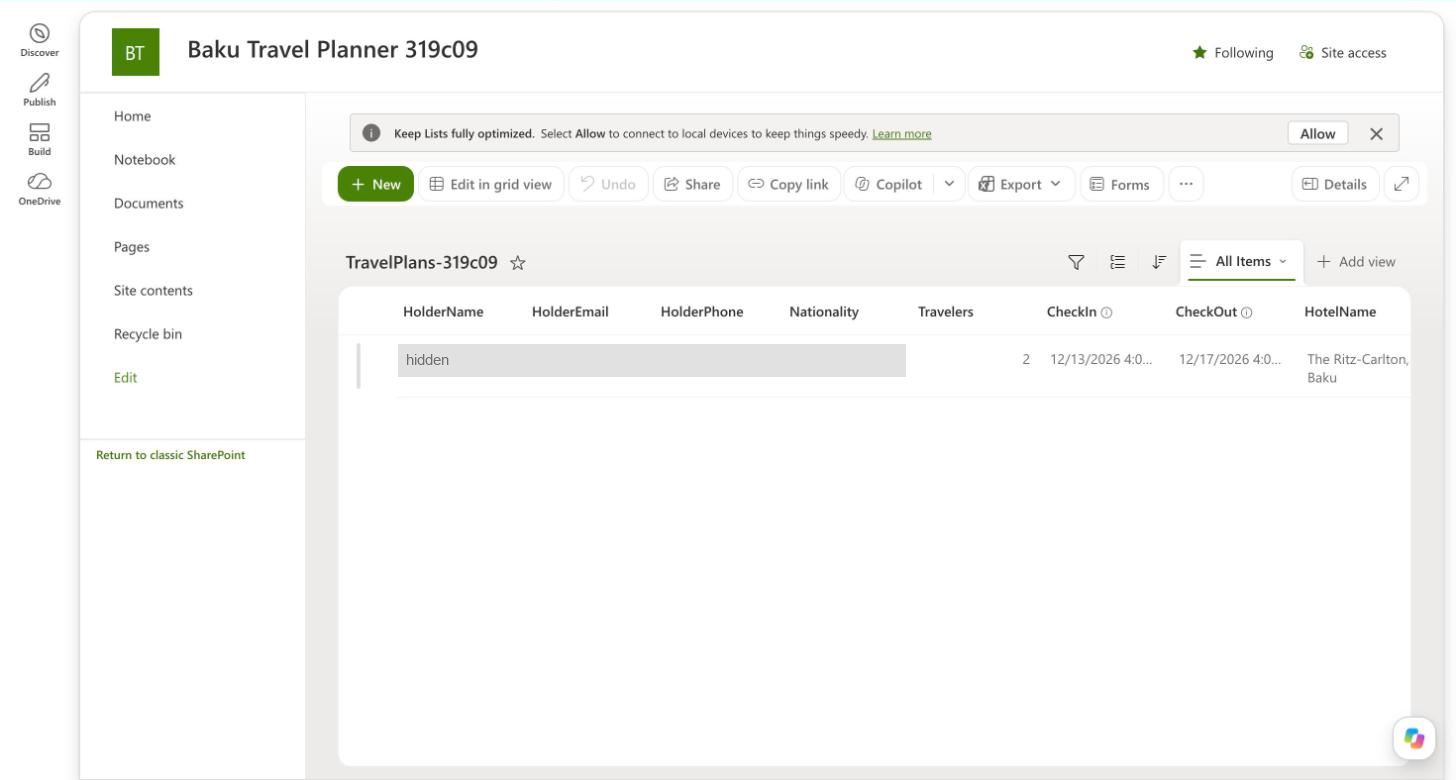 Discover
Publish
Build
OneDrive
BT
Baku Travel Planner 319c09
Following
Site access
Home
Notebook
Documents
Pages
Site contents
Recycle bin
Edit
Return to classic SharePoint
Keep Lists fully optimized. Select Allow to connect to local devices to keep things speedy. Learn more
Allow
New
Edit in grid view
Undo
Share
Copy link
Copilot
Export
Forms
Details
TravelPlans-319c09
All Items
Add view
HolderName HolderEmail HolderPhone Nationality Travelers CheckIn CheckOut HotelName
hidden 2 12/13/2026 4:0... 12/17/2026 4:0... The Ritz-Carlton,
Baku